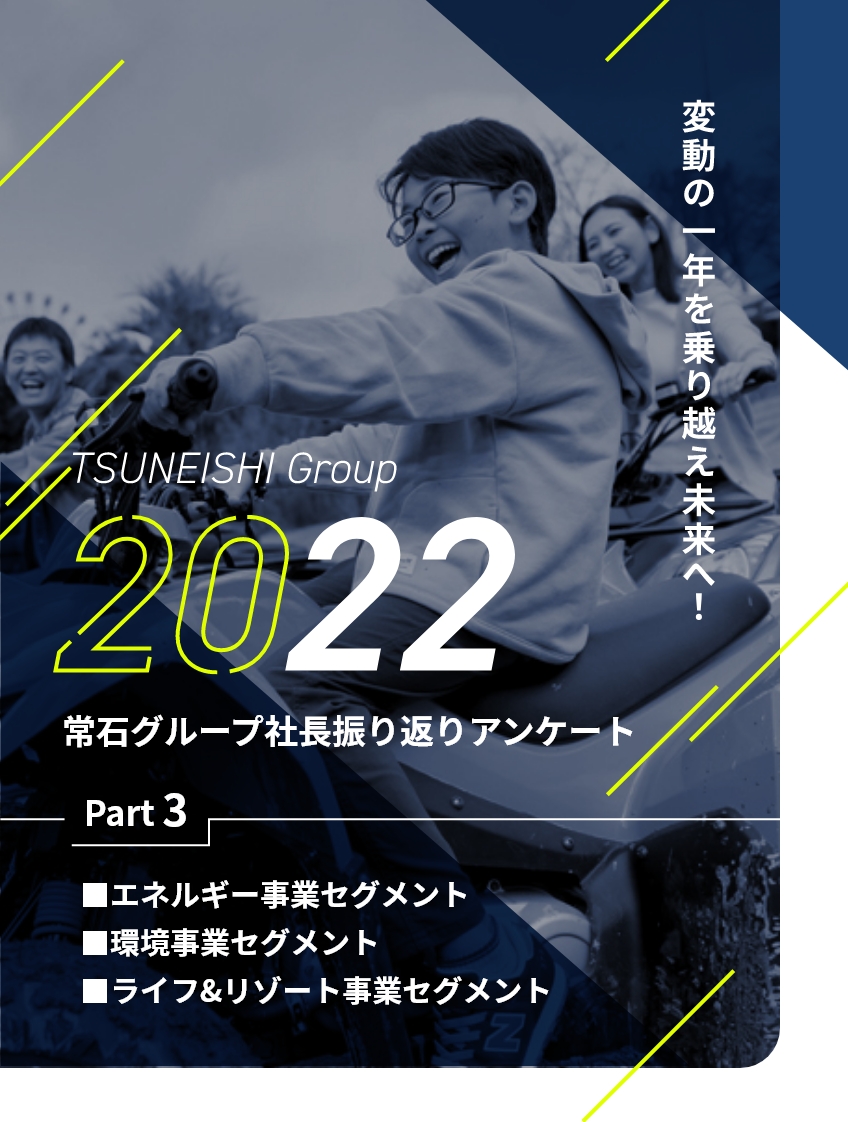 変動の一年を乗り越え未来へ！
TSUNEISHI Group
2022
常石グループ社長振り返りアンケート
Part 3
■エネルギー事業セグメント
■環境事業セグメント
■ライフ&リゾート事業セグメント